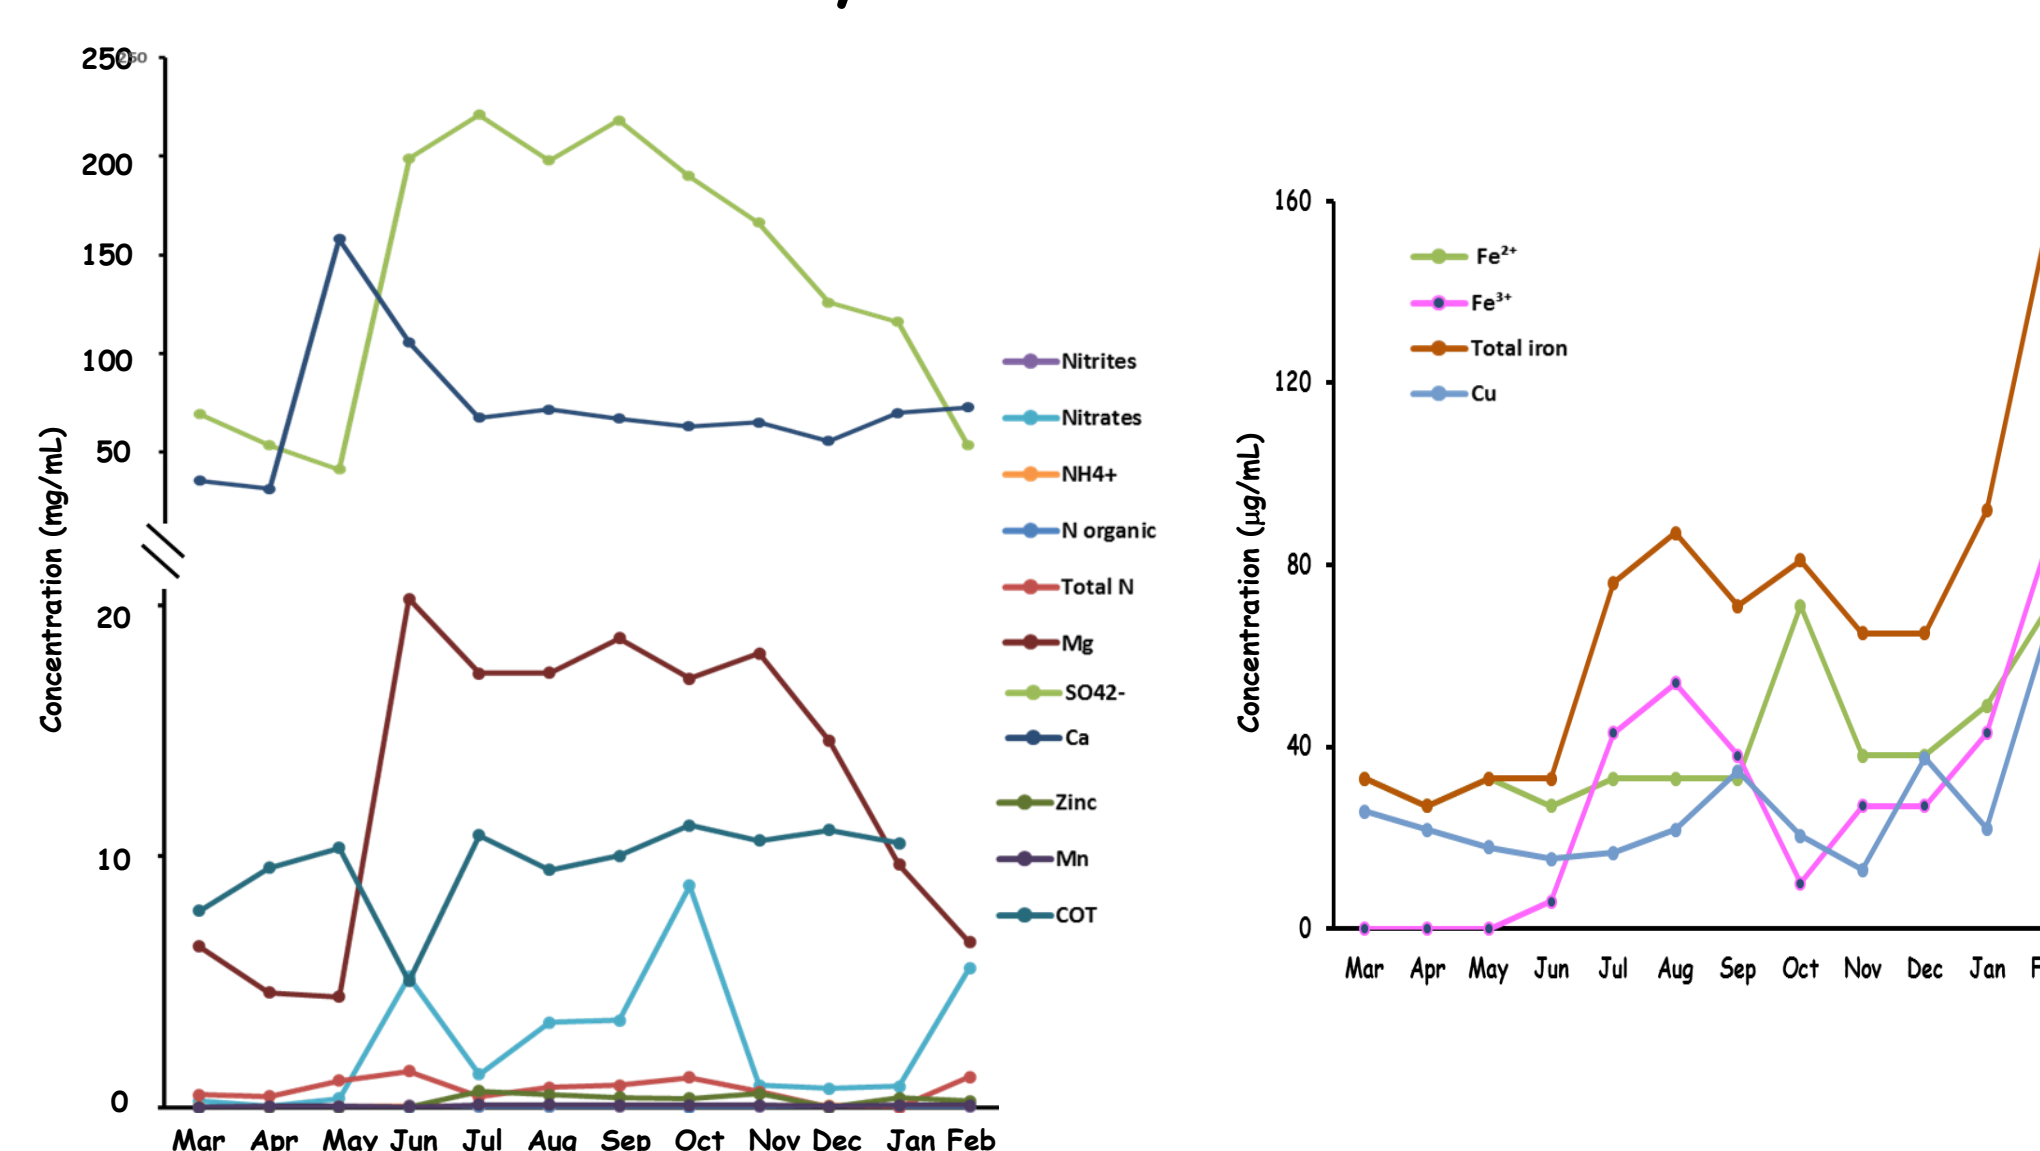 250
250
200
150
100
50
20
10
0
Concentration (mg/mL)
Mar Apr May Jun Jul Aug Sep Oct Nov Dec Jan Feb
Nitrites
Nitrates
NH4+
N organic
Total N
Mg
SO42-
Ca
Zinc
Mn
COT
160
120
80
40
0
Concentration (µg/mL)
Fe²⁺
Fe³⁺
Total iron
Cu
Mar Apr May Jun Jul Aug Sep Oct Nov Dec Jan F